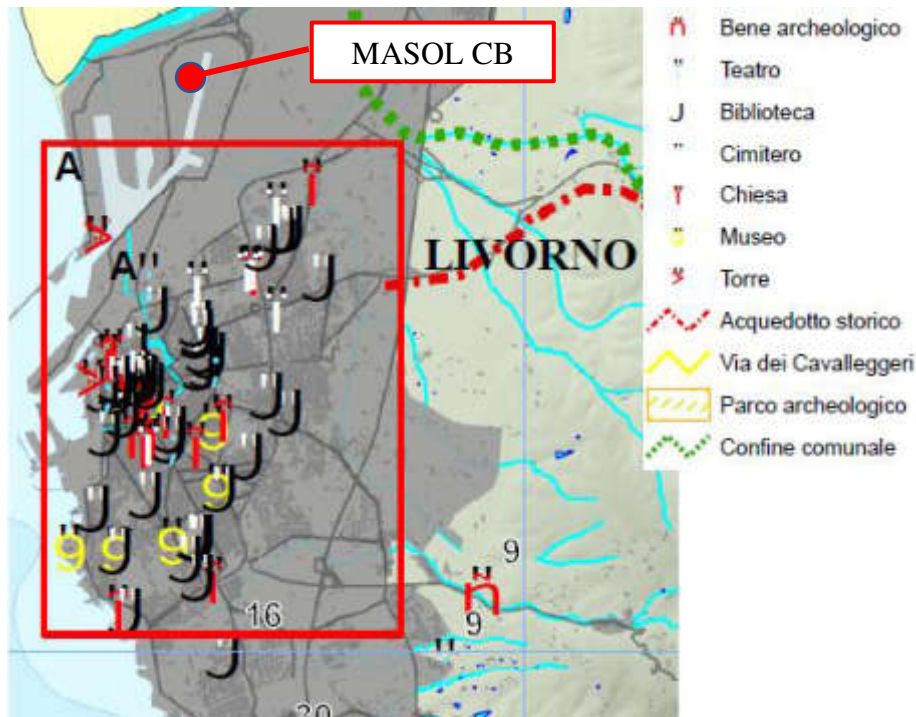 MASOL CB
A
A
LIVORNO
9
16
9
20
Bene archeologico
Teatro
Biblioteca
Cimitero
Chiesa
Museo
Torre
Acquedotto storico
Via dei Cavalleggeri
Parco archeologico
Confine comunale